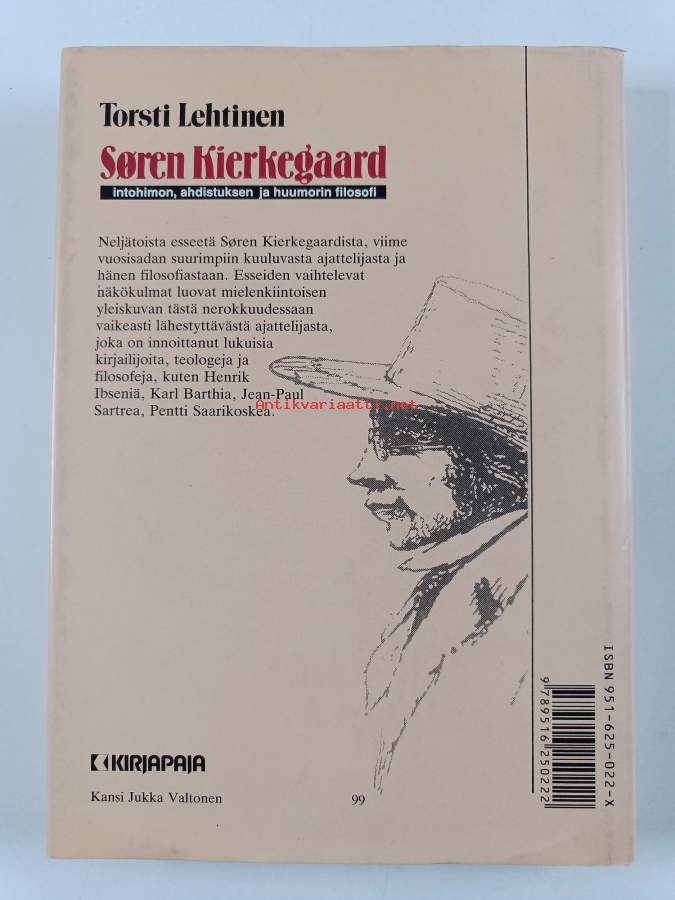 Torsti Lehtinen
Søren Kierkegaard
intohimon, ahdistuksen ja huumorin filosofi
Neljätoista esseetä Søren Kierkegaardista, viime
vuosisadan suurimpiin kuuluvasta ajattelijasta ja
hänen filosofiastaan. Esseiden vaihtelevat
näkökulmat luovat mielenkiintoisen
yleiskuvan tästä nerokkuudessaan
vaikeasti lähestyttävästä ajattelijasta,
joka on innoittanut lukuisia
kirjailijoita, teologeja ja
filosofeja, kuten Henrik
Ibseniä, Karl Barthia, Jean-Paul
Sartrea, Pentti Saarikoskea.
Antikvariaatti.net
ISBN 951-625-022-X
9 789516 250222
KIRJAPAJA
Kansi Jukka Valtonen
99